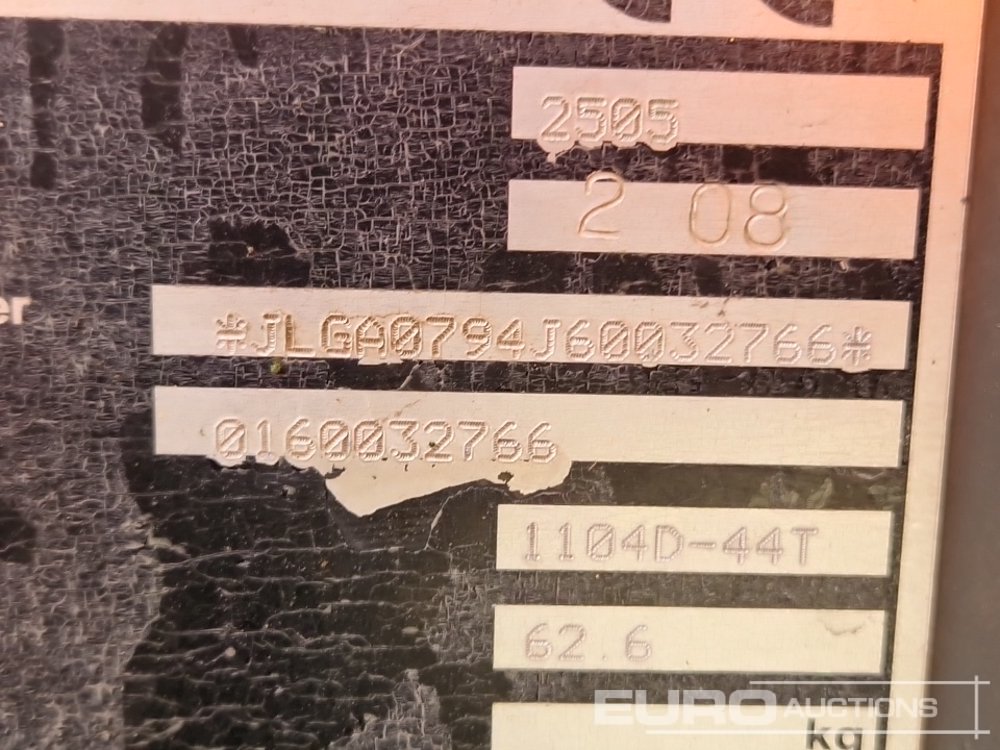 2505
2 08
er
*JLGA0794J60032766*
0160032766
1104D-44T
62.6
EURO AUCTIONS
kg